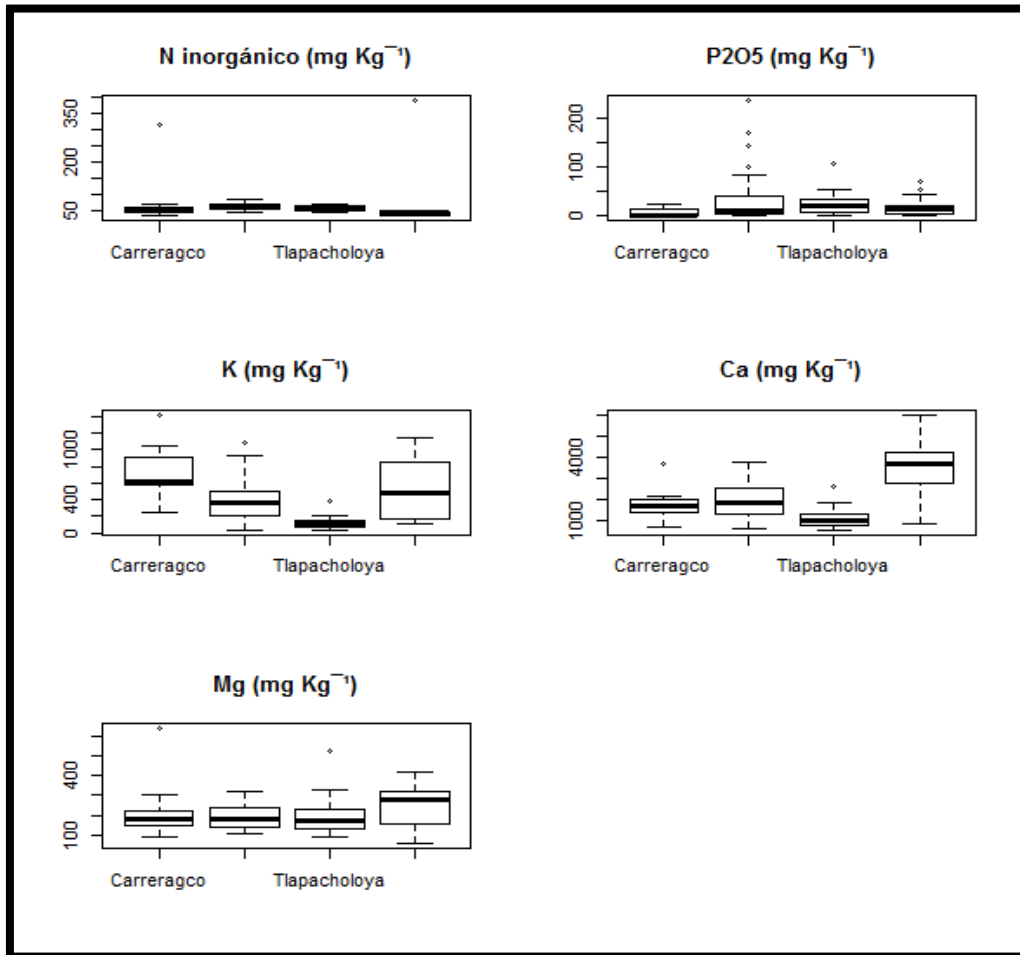 N inorgánico (mg Kg¯¹)
350
200
50
Carreragco Tlapacholoya
P2O5 (mg Kg¯¹)
200
100
0
Carreragco Tlapacholoya
K (mg Kg¯¹)
1000
400
0
Carreragco Tlapacholoya
Ca (mg Kg¯¹)
4000
1000
Carreragco Tlapacholoya
Mg (mg Kg¯¹)
400
100
Carreragco Tlapacholoya